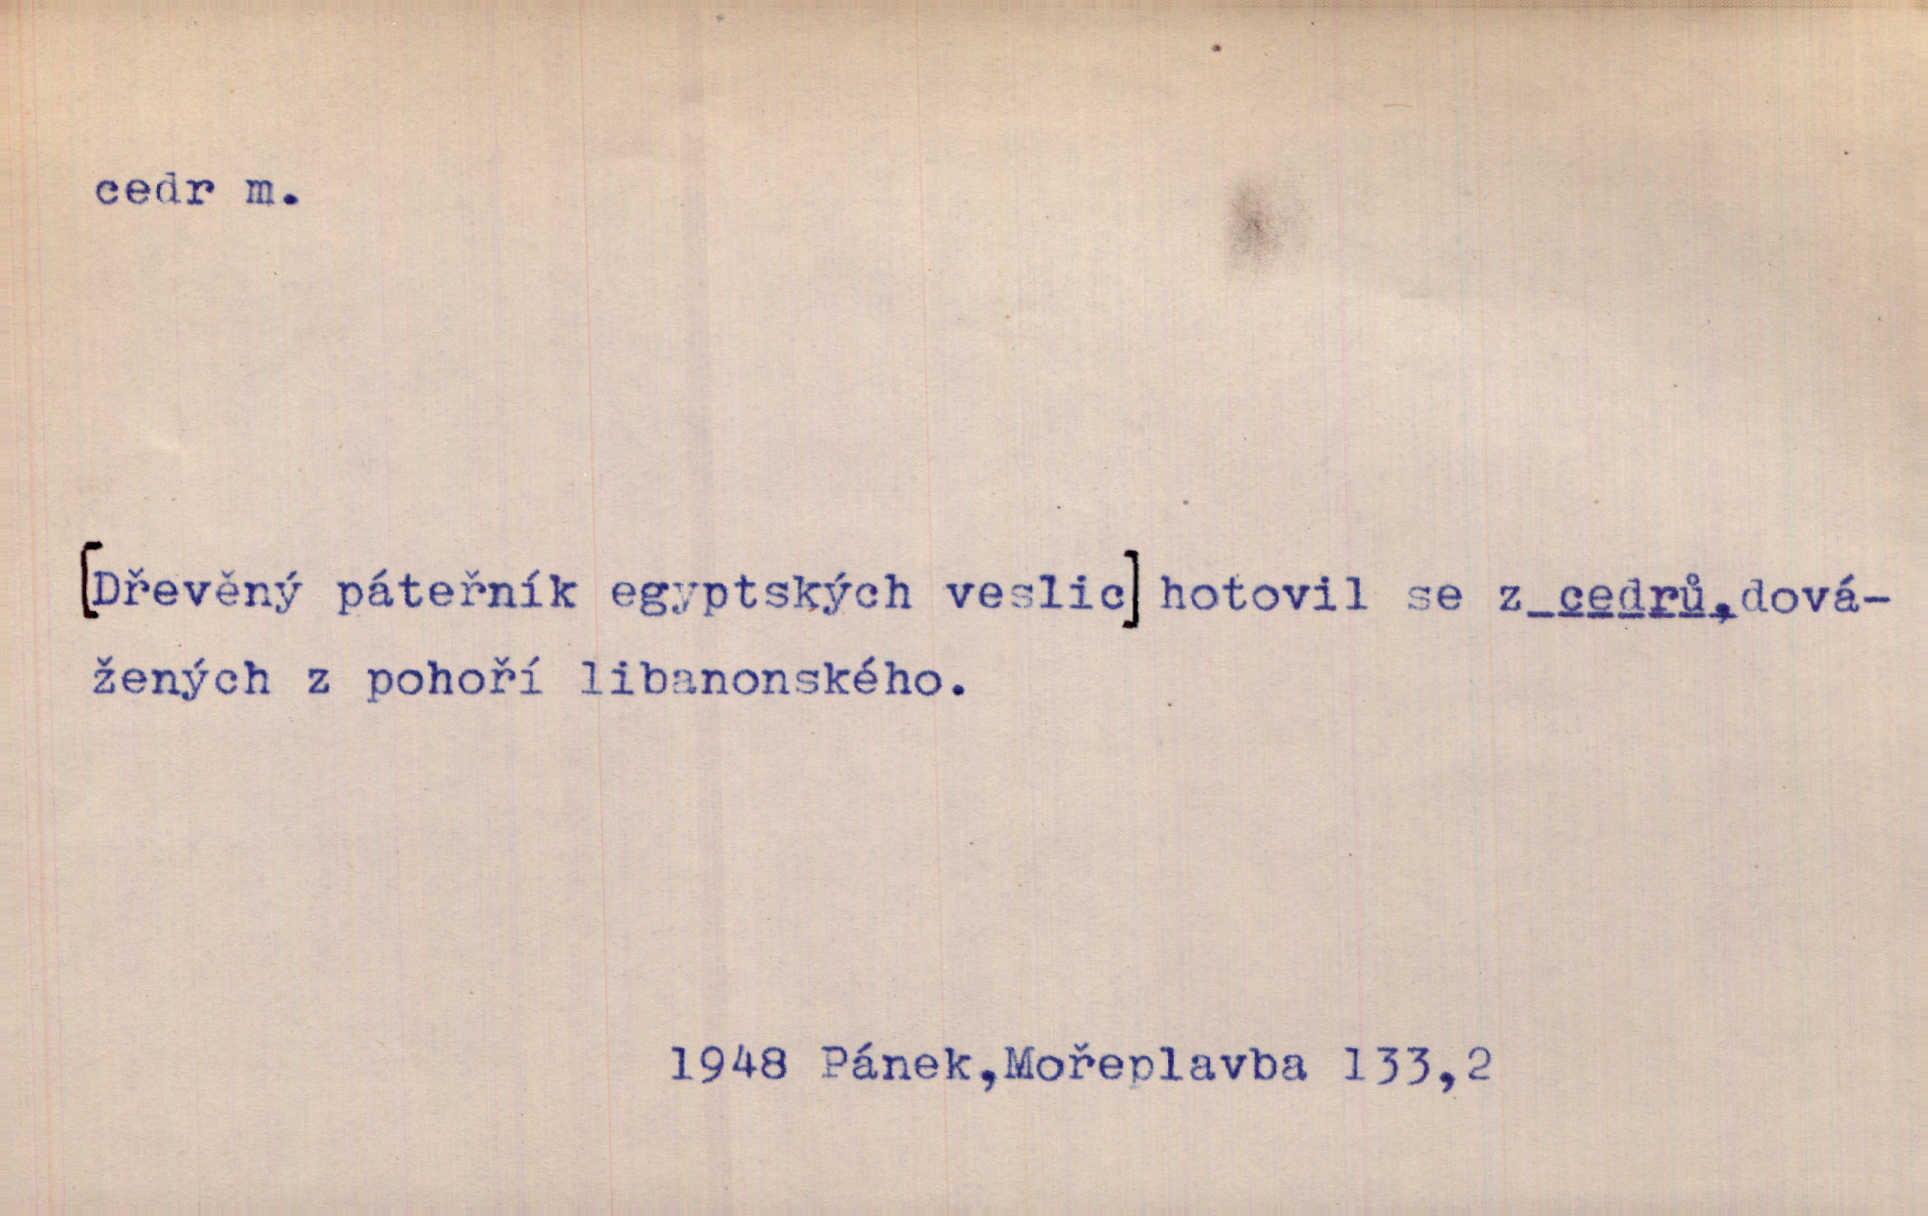 cedr m.
[Dřevěný páteřník egyptských veslic] hotovil se z cedrů,dová-
žených z pohoří libanonského.
1948 Pánek,Mořeplavba 133,2